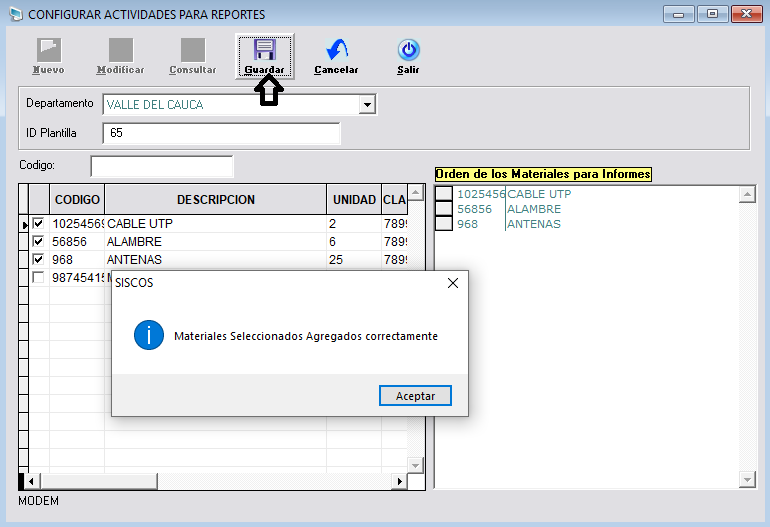 CONFIGURAR ACTIVIDADES PARA REPORTES
Nuevo Modificar Consultar Guardar Cancelar Salir
Departamento VALLE DEL CAUCA
ID Plantilla 65
Codigo:
Orden de los Materiales para Informes
CODIGO DESCRIPCION UNIDAD CLA
10254569 CABLE UTP 2 789
56856 ALAMBRE 6 789
968 ANTENAS 25 789
98745415 M
1025456 CABLE UTP
56856 ALAMBRE
968 ANTENAS
SISCOS
Materiales Seleccionados Agregados correctamente
Aceptar
MODEM